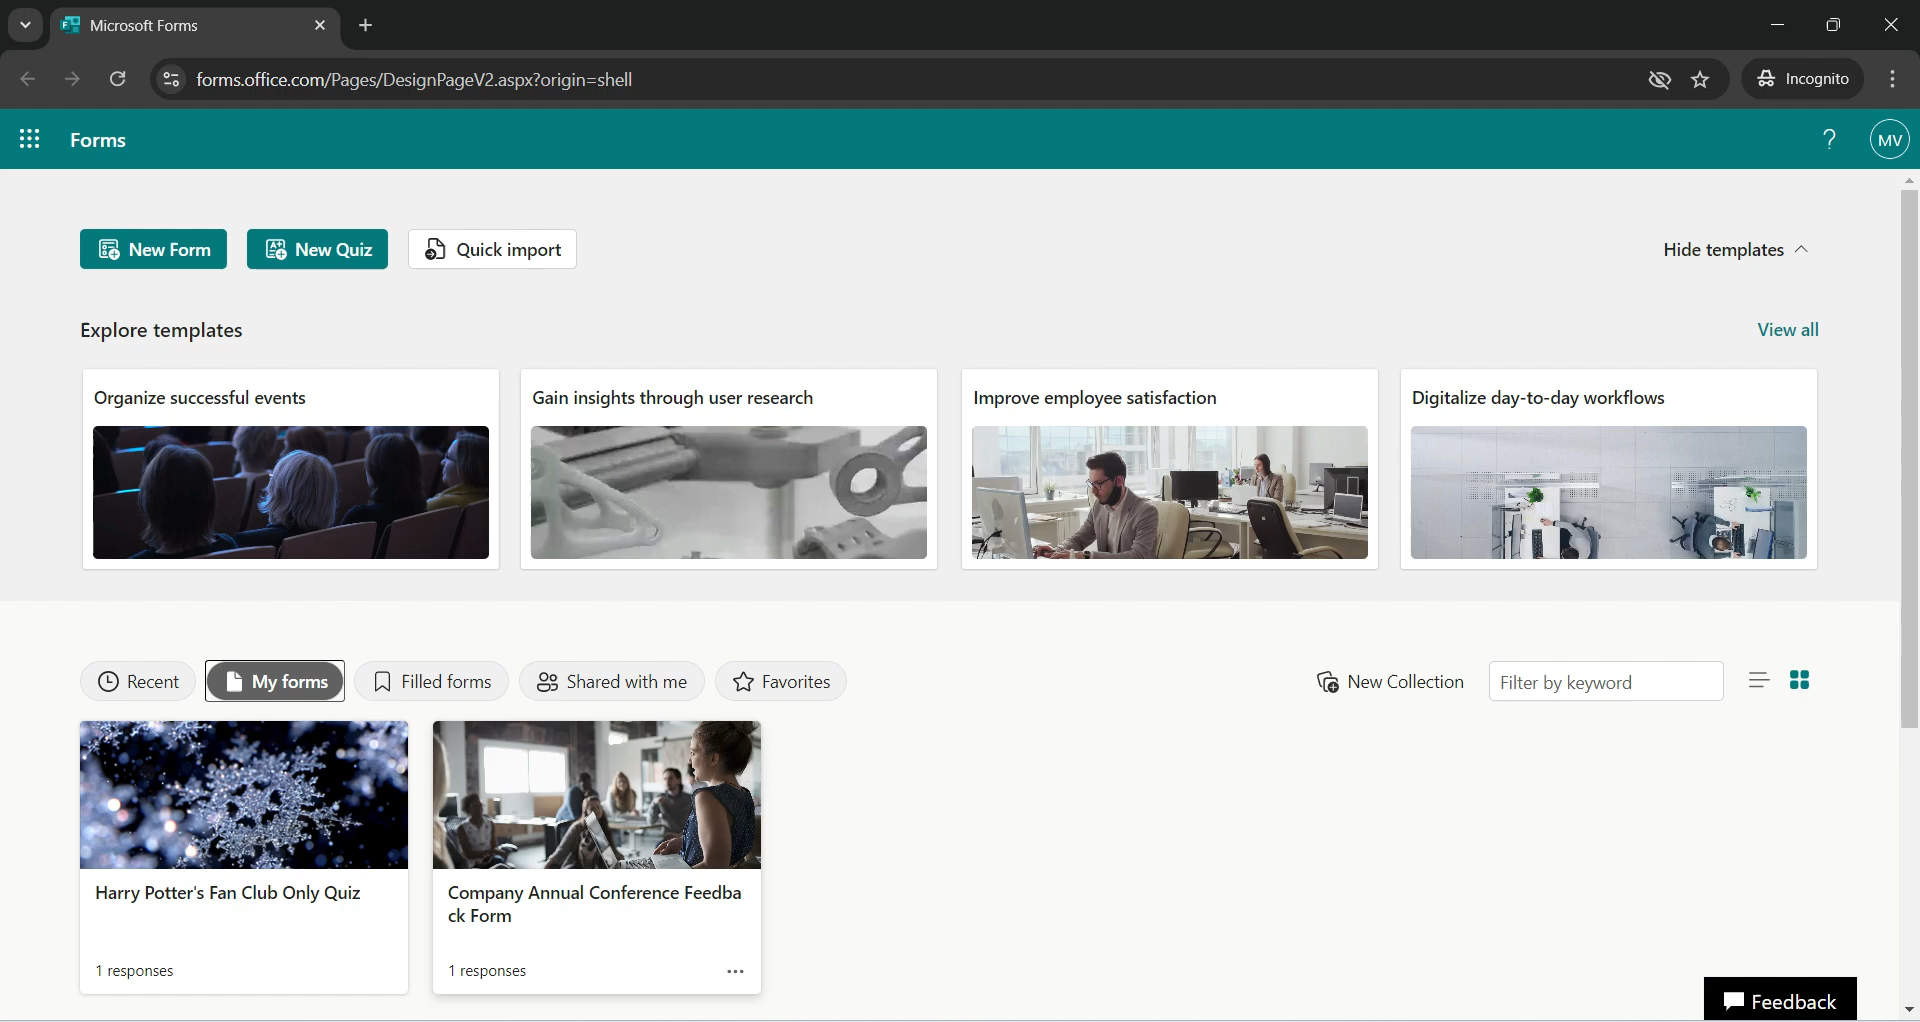 Microsoft Forms
forms.office.com/Pages/DesignPageV2.aspx?origin=shell
Incognito
Forms
?
MV
New Form
New Quiz
Quick import
Hide templates
Explore templates
View all
Organize successful events
Gain insights through user research
Improve employee satisfaction
Digitalize day-to-day workflows
Recent
My forms
Filled forms
Shared with me
Favorites
New Collection
Filter by keyword
Harry Potter's Fan Club Only Quiz
1 responses
Company Annual Conference Feedba
ck Form
1 responses
Feedback